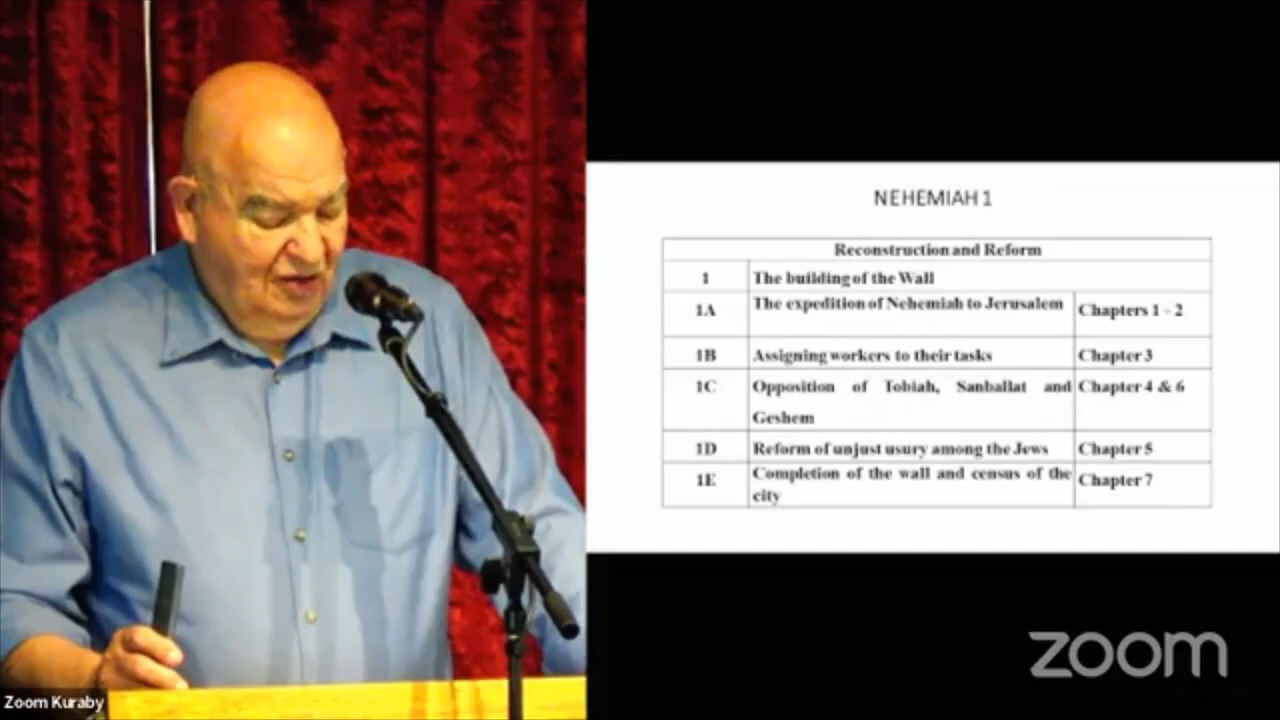 NEHEMIAH 1
Reconstruction and Reform
1 The building of the Wall
1A The expedition of Nehemiah to Jerusalem Chapters 1 - 2
1B Assigning workers to their tasks Chapter 3
1C Opposition of Tobiah, Sanballat and Chapter 4 & 6
Geshem
1D Reform of unjust usury among the Jews Chapter 5
1E Completion of the wall and census of the Chapter 7
city
zoom
Zoom Kuraby